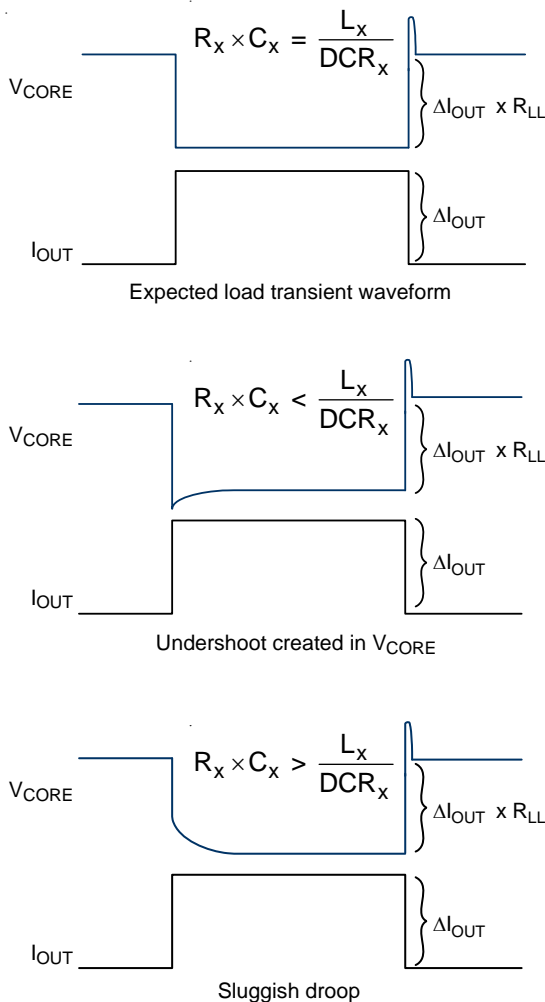 R_x × C_x = L_x / DCR_x
V_CORE
ΔI_OUT x R_LL
ΔI_OUT
I_OUT
Expected load transient waveform
R_x × C_x < L_x / DCR_x
V_CORE
ΔI_OUT x R_LL
ΔI_OUT
I_OUT
Undershoot created in V_CORE
R_x × C_x > L_x / DCR_x
V_CORE
ΔI_OUT x R_LL
ΔI_OUT
I_OUT
Sluggish droop